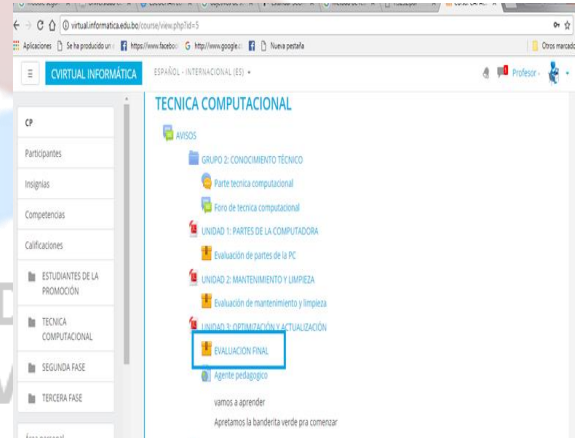 virtual.informatica.edu.bo/course/view.php?id=5
Aplicaciones
Se ha producido un
https://www.faceboo
http://www.google.c
Nueva pestaña
Otros marcado
CVIRTUAL INFORMÁTICA
ESPAÑOL - INTERNACIONAL (ES)
Profesor -
CP
Participantes
Insignias
Competencias
Calificaciones
ESTUDIANTES DE LA
PROMOCIÓN
TECNICA
COMPUTACIONAL
SEGUNDA FASE
TERCERA FASE
Área personal
TECNICA COMPUTACIONAL
AVISOS
GRUPO 2: CONOCIMIENTO TÉCNICO
Parte tecnica computacional
Foro de tecnica computacional
UNIDAD 1: PARTES DE LA COMPUTADORA
Evaluación de partes de la PC
UNIDAD 2: MANTENIMIENTO Y LIMPIEZA
Evaluación de mantenimiento y limpieza
UNIDAD 3: OPTIMIZACIÓN Y ACTUALIZACIÓN
EVALUACION FINAL
Agente pedagogico
vamos a aprender
Apretamos la banderita verde pra comenzar